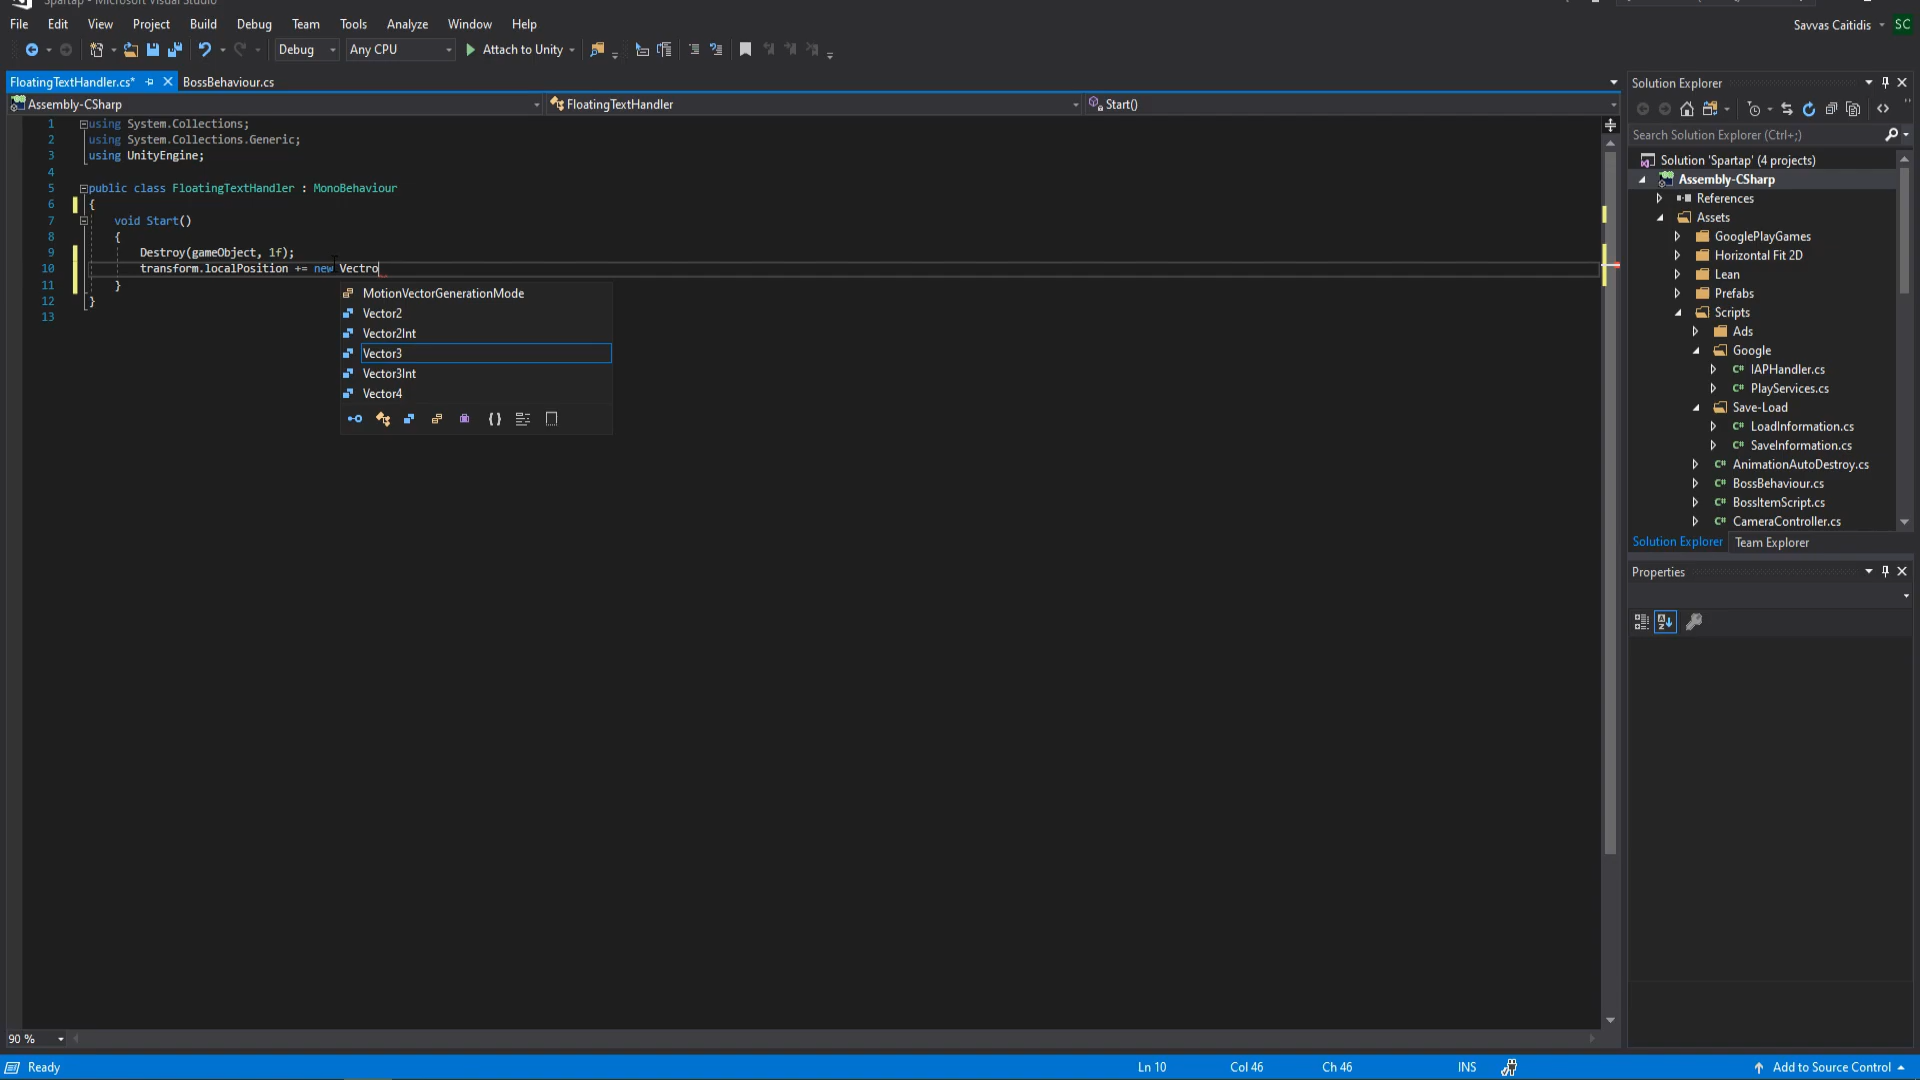 Spartap - Microsoft Visual Studio
File Edit View Project Build Debug Team Tools Analyze Window Help
Savvas Caitidis SC
Debug Any CPU Attach to Unity
FloatingTextHandler.cs* BossBehaviour.cs
Assembly-CSharp FloatingTextHandler Start()
1 using System.Collections;
2 using System.Collections.Generic;
3 using UnityEngine;
4
5 public class FloatingTextHandler : MonoBehaviour
6 {
7 void Start()
8 {
9 Destroy(gameObject, 1f);
10 transform.localPosition += new Vectro
11 }
12 }
13
MotionVectorGenerationMode
Vector2
Vector2Int
Vector3
Vector3Int
Vector4
Solution Explorer
Search Solution Explorer (Ctrl+;)
Solution 'Spartap' (4 projects)
Assembly-CSharp
References
Assets
GooglePlayGames
Horizontal Fit 2D
Lean
Prefabs
Scripts
Ads
Google
C# IAPHandler.cs
C# PlayServices.cs
Save-Load
C# LoadInformation.cs
C# SaveInformation.cs
C# AnimationAutoDestroy.cs
C# BossBehaviour.cs
C# BossItemScript.cs
C# CameraController.cs
Solution Explorer Team Explorer
Properties
90 %
Ready Ln 10 Col 46 Ch 46 INS Add to Source Control